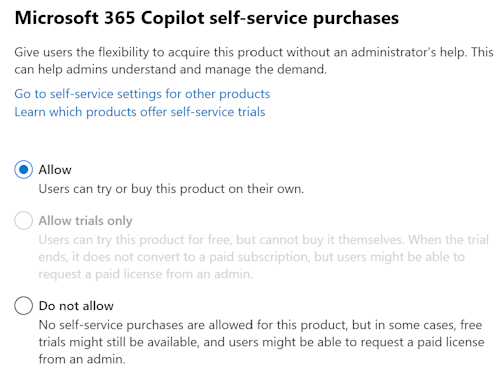 Microsoft 365 Copilot self-service purchases
Give users the flexibility to acquire this product without an administrator's help. This
can help admins understand and manage the demand.
Go to self-service settings for other products
Learn which products offer self-service trials
Allow
Users can try or buy this product on their own.
Allow trials only
Users can try this product for free, but cannot buy it themselves. When the trial
ends, it does not convert to a paid subscription, but users might be able to
request a paid license from an admin.
Do not allow
No self-service purchases are allowed for this product, but in some cases, free
trials might still be available, and users might be able to request a paid license
from an admin.